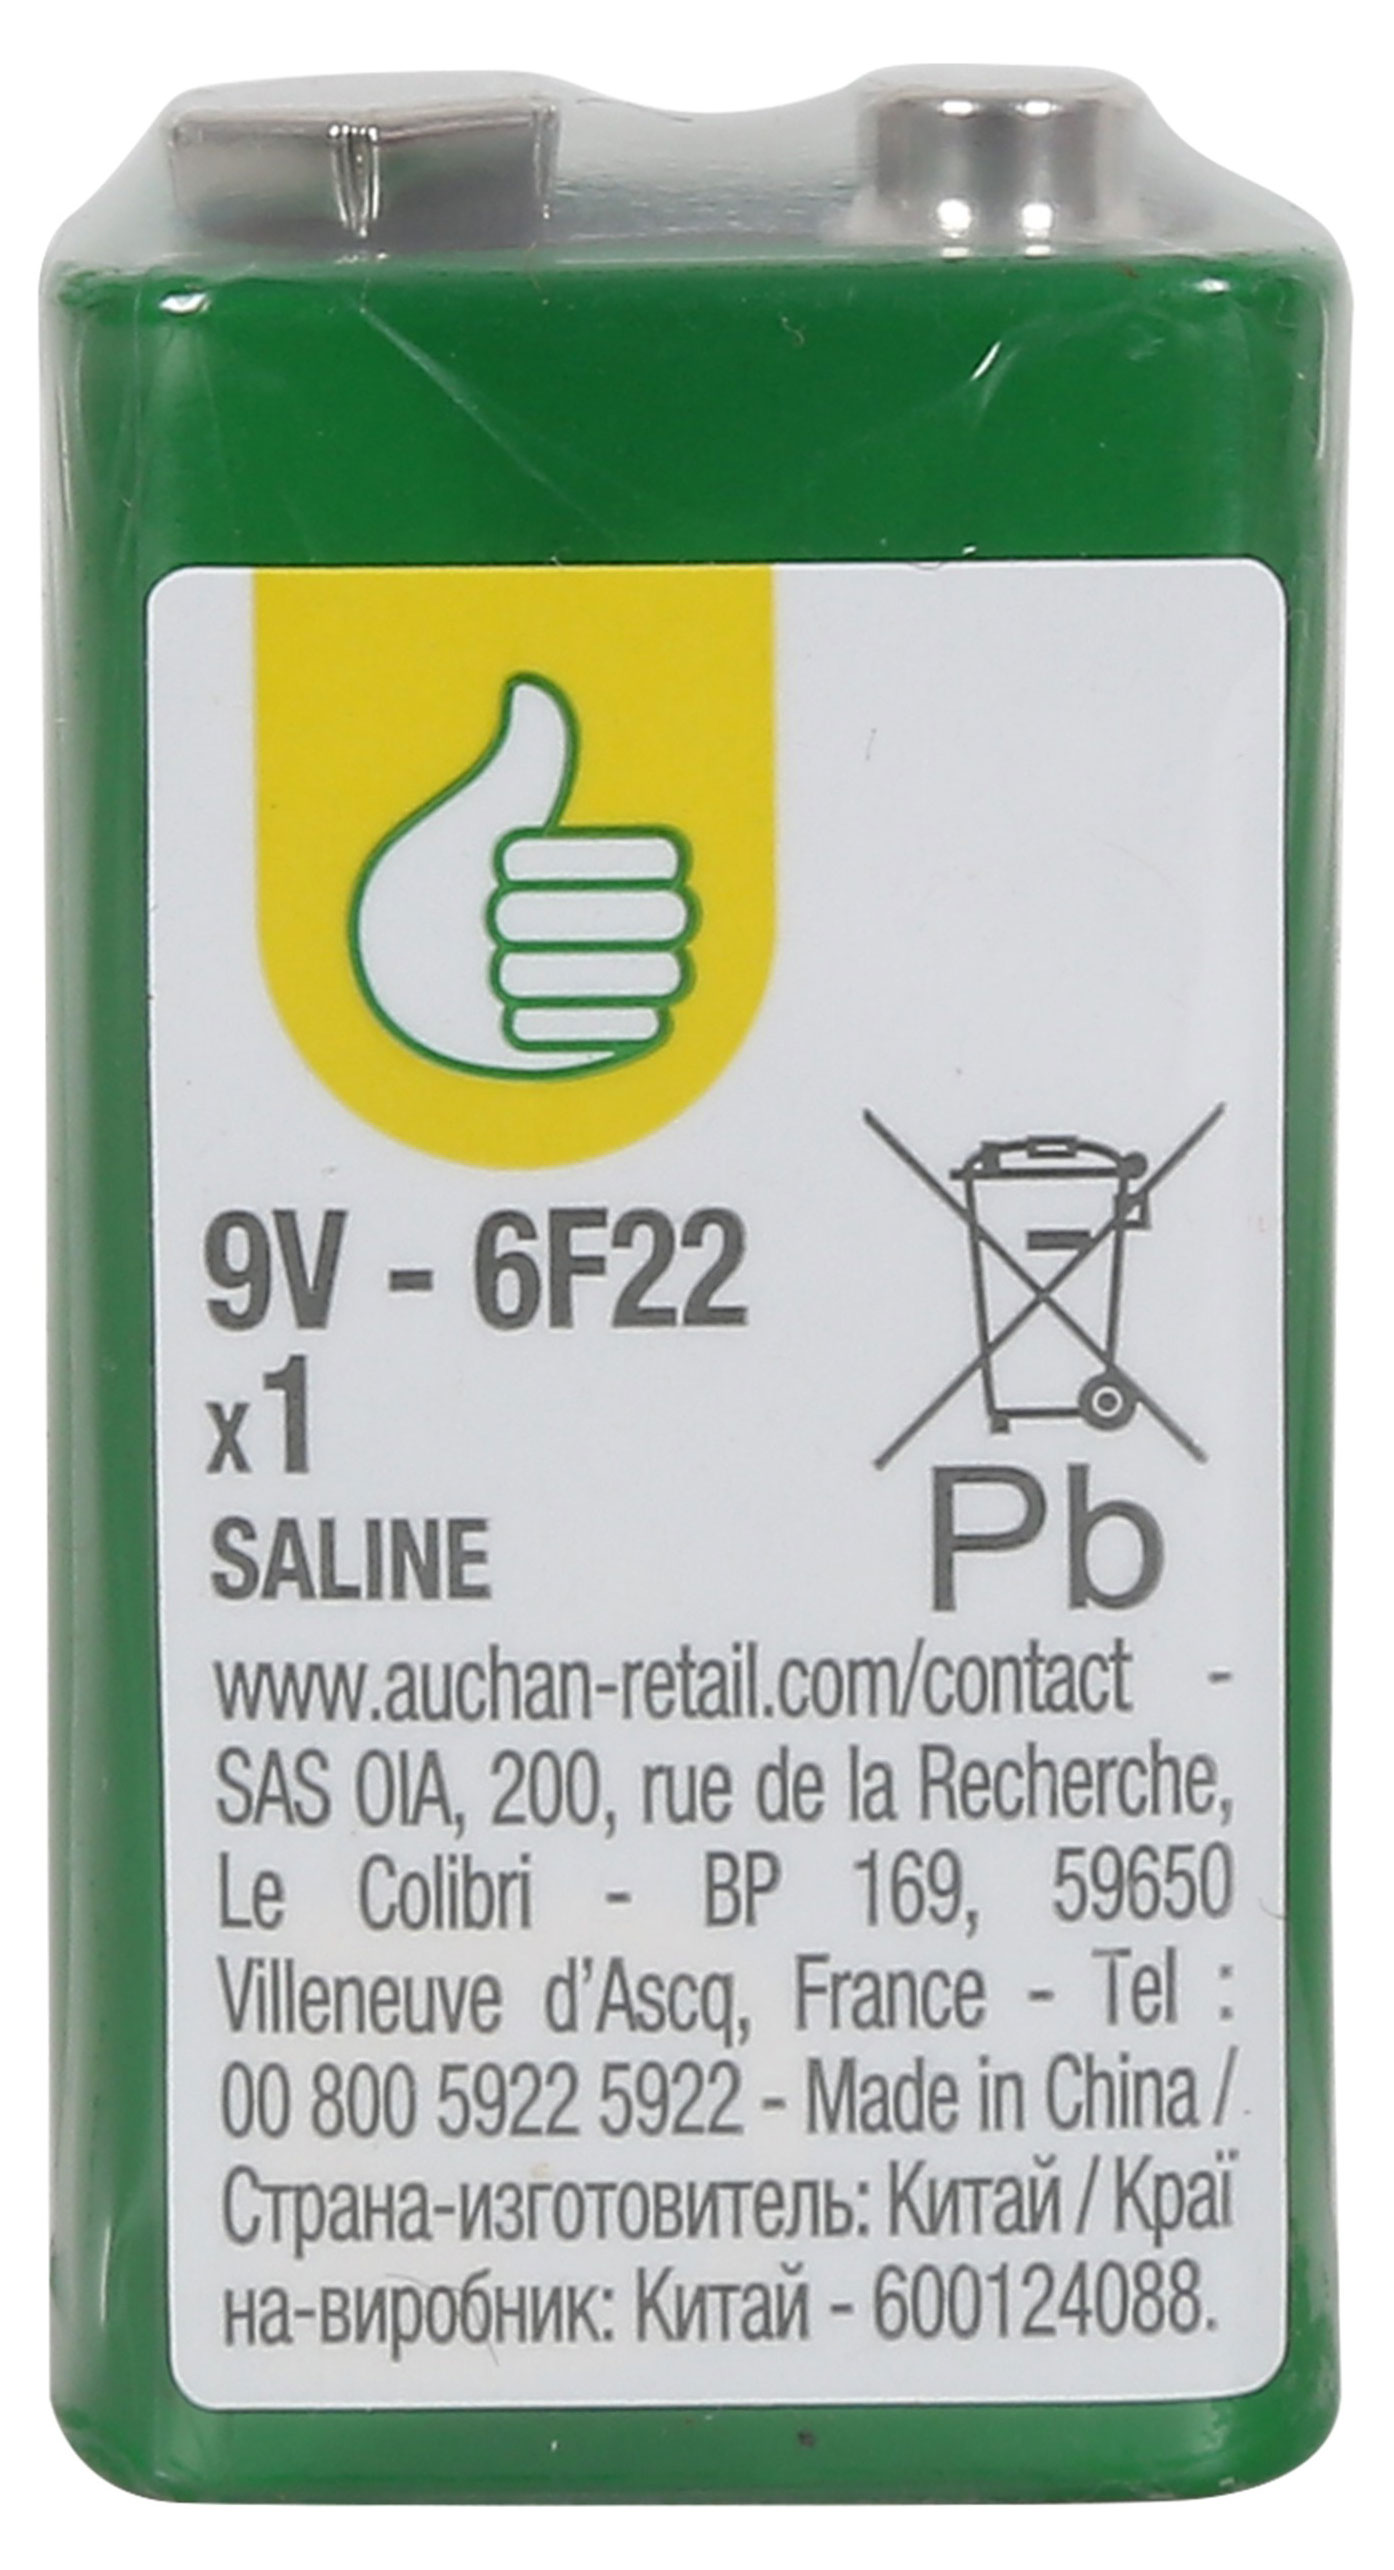 9V - 6F22
x1
SALINE
Pb
www.auchan-retail.com/contact -
SAS OIA, 200, rue de la Recherche,
Le Colibri - BP 169, 59650
Villeneuve d'Ascq, France - Tel :
00 800 5922 5922 - Made in China /
Страна-изготовитель: Китай / Краї
на-виробник: Китай - 600124088.